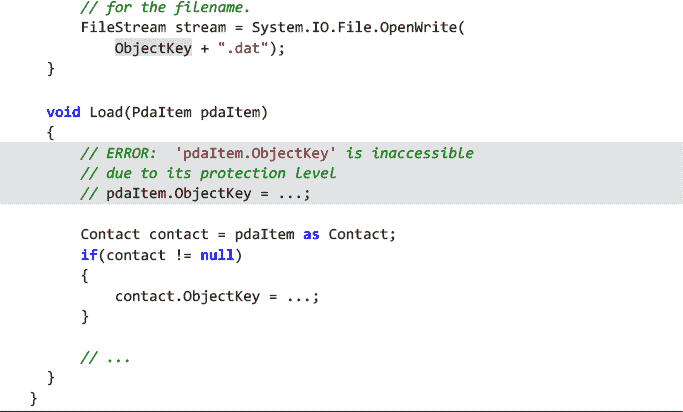 // for the filename.
FileStream stream = System.IO.File.OpenWrite(
ObjectKey + ".dat");
}
void Load(PdaItem pdaItem)
{
// ERROR:  'pdaItem.ObjectKey' is inaccessible
// due to its protection level
// pdaItem.ObjectKey = ...;
Contact contact = pdaItem as Contact;
if(contact != null)
{
contact.ObjectKey = ...;
}
// ...
}
}